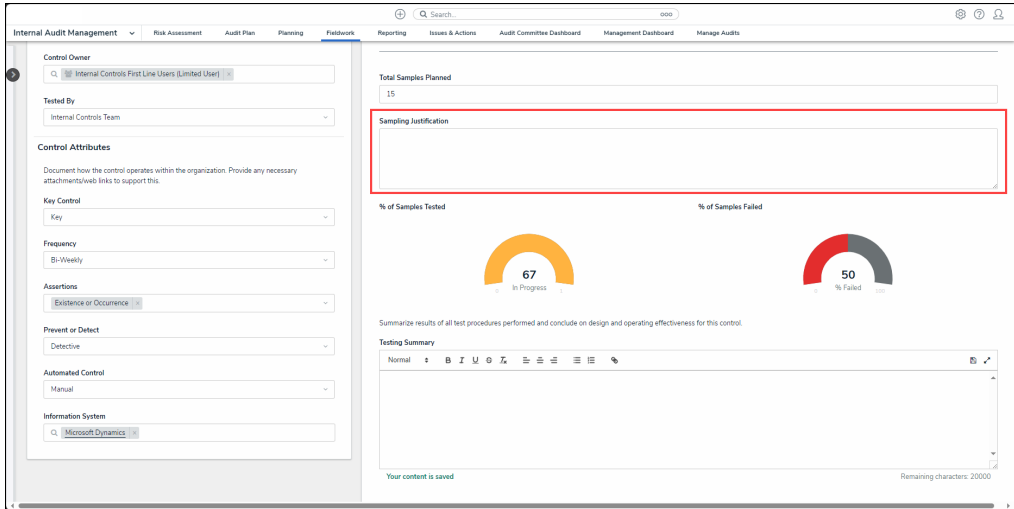 Search...
ooo
Internal Audit Management
Risk Assessment
Audit Plan
Planning
Fieldwork
Reporting
Issues & Actions
Audit Committee Dashboard
Management Dashboard
Manage Audits
Control Owner
Internal Controls First Line Users (Limited User) ×
Tested By
Internal Controls Team
Control Attributes
Document how the control operates within the organization. Provide any necessary
attachments/web links to support this.
Key Control
Key
Frequency
Bi-Weekly
Assertions
Existence or Occurrence ×
Prevent or Detect
Detective
Automated Control
Manual
Information System
Microsoft Dynamics ×
Total Samples Planned
15
Sampling Justification
% of Samples Tested
67
In Progress
0 1
% of Samples Failed
50
% Failed
0 100
Summarize results of all test procedures performed and conclude on design and operating effectiveness for this control.
Testing Summary
Normal B I U S Tx
Your content is saved
Remaining characters: 20000